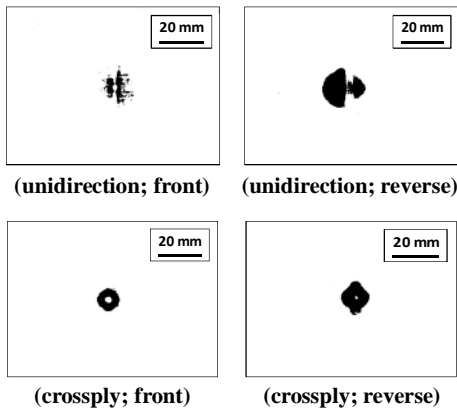 20 mm
20 mm
(unidirection; front)
(unidirection; reverse)
20 mm
20 mm
(crossply; front)
(crossply; reverse)